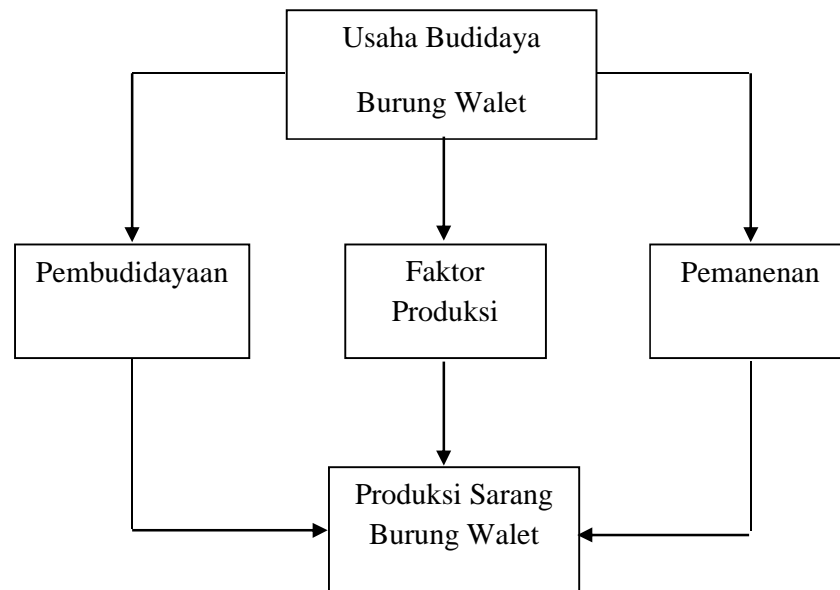 Usaha Budidaya
Burung Walet
Pembudidayaan
Faktor
Produksi
Pemanenan
Produksi Sarang
Burung Walet